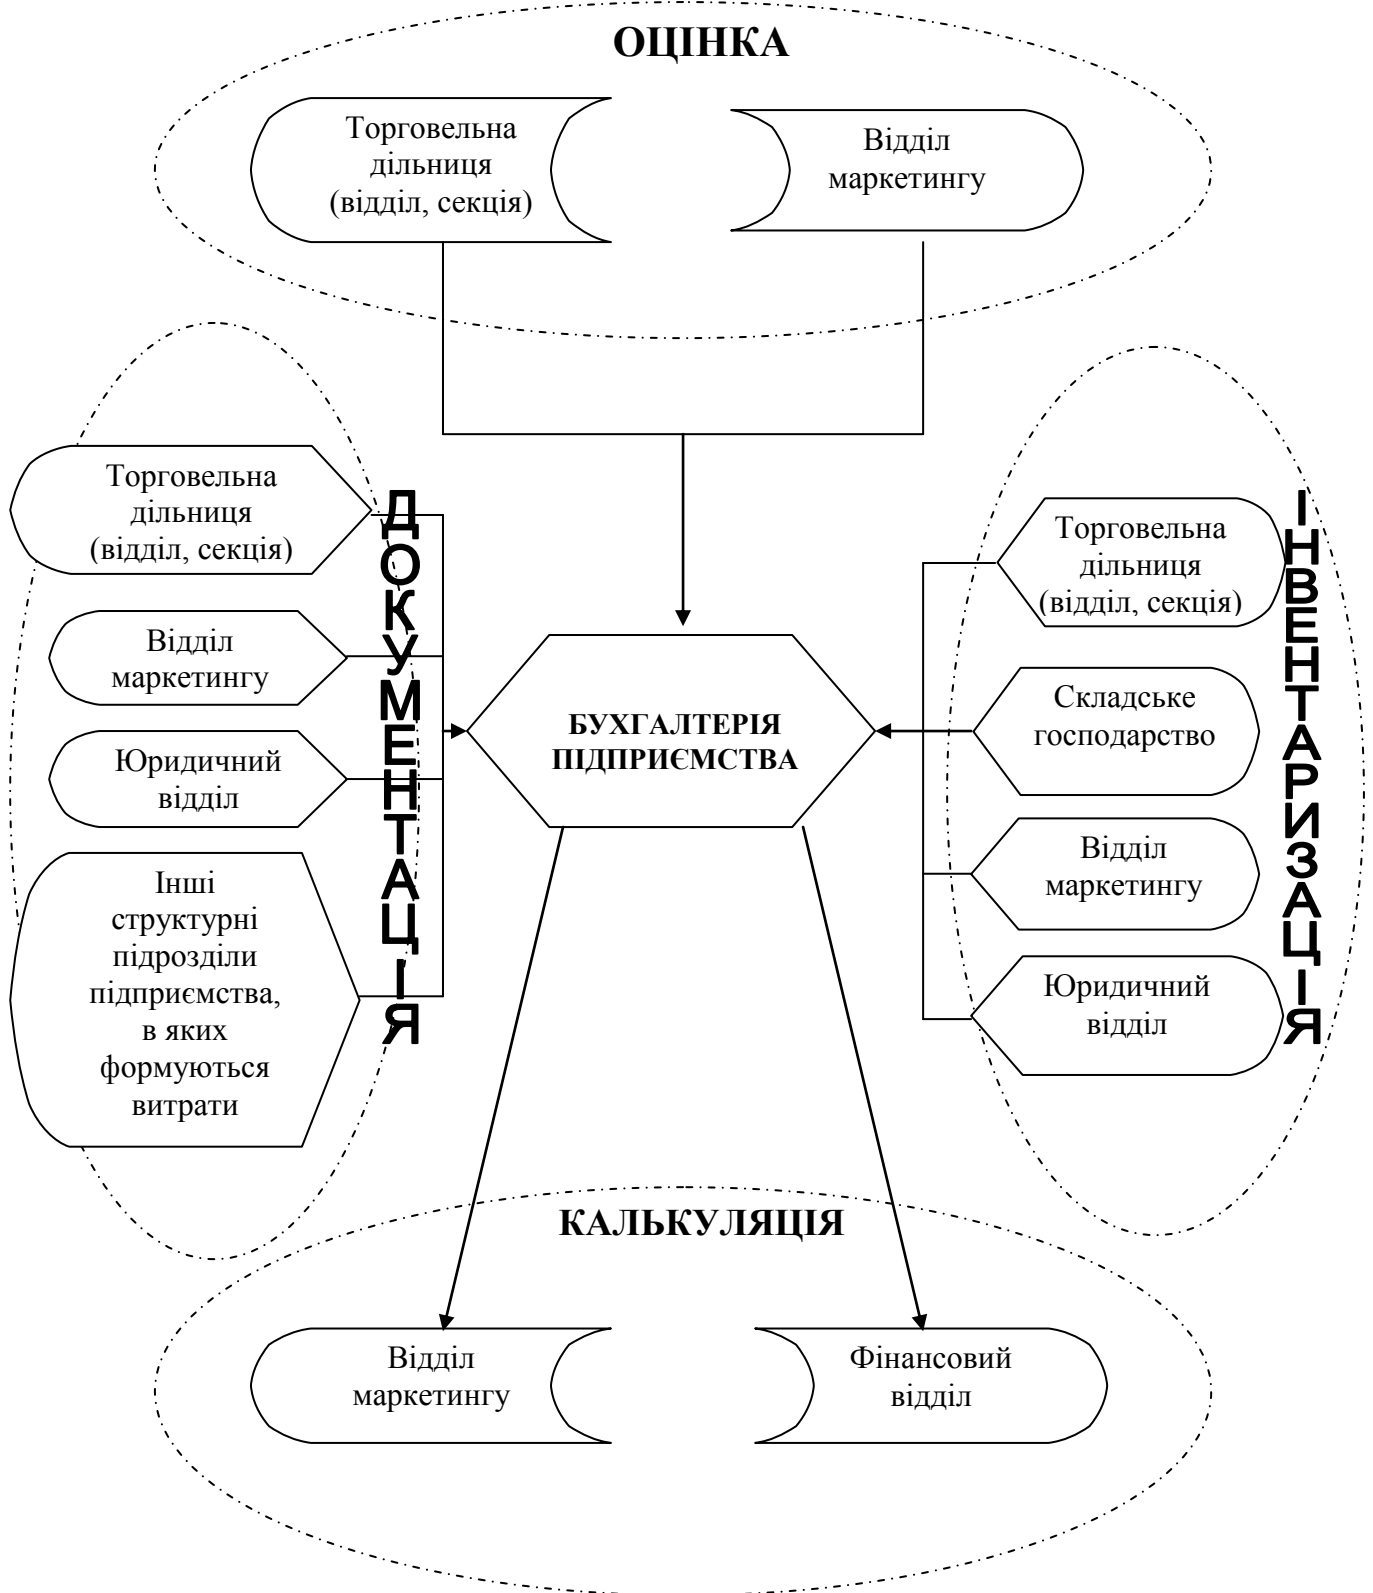 ОЦІНКА
Торговельна
дільниця
(відділ, секція)
Відділ
маркетингу
ДОКУМЕНТАЦІЯ
Торговельна
дільниця
(відділ, секція)
Відділ
маркетингу
Юридичний
відділ
Інші
структурні
підрозділи
підприємства,
в яких
формуються
витрати
БУХГАЛТЕРІЯ
ПІДПРИЄМСТВА
ІНВЕНТАРИЗАЦІЯ
Торговельна
дільниця
(відділ, секція)
Складське
господарство
Відділ
маркетингу
Юридичний
відділ
КАЛЬКУЛЯЦІЯ
Відділ
маркетингу
Фінансовий
відділ